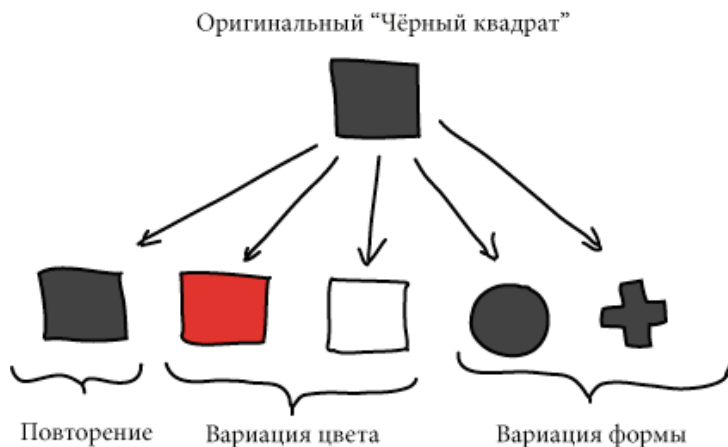 Оригинальный “Чёрный квадрат”
Повторение
Вариация цвета
Вариация формы